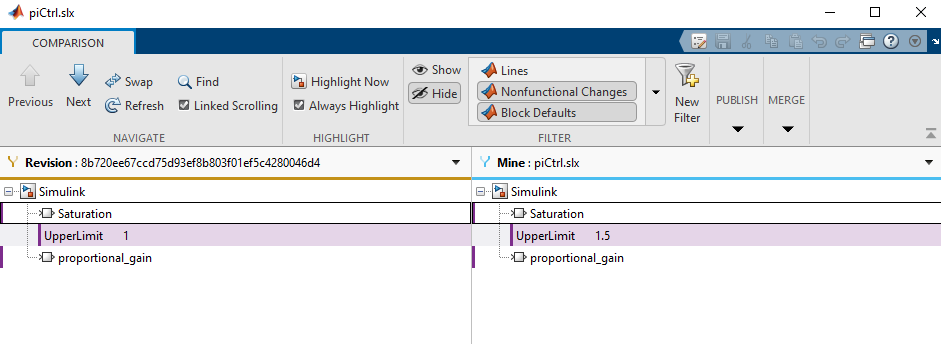 piCtrl.slx
COMPARISON
Previous
Next
Swap
Refresh
Find
Linked Scrolling
NAVIGATE
Highlight Now
Always Highlight
HIGHLIGHT
Show
Hide
Lines
Nonfunctional Changes
Block Defaults
New
Filter
FILTER
PUBLISH
MERGE
Revision : 8b720ee67ccd75d93ef8b803f01ef5c4280046d4
Simulink
Saturation
UpperLimit 1
proportional_gain
Mine : piCtrl.slx
Simulink
Saturation
UpperLimit 1.5
proportional_gain